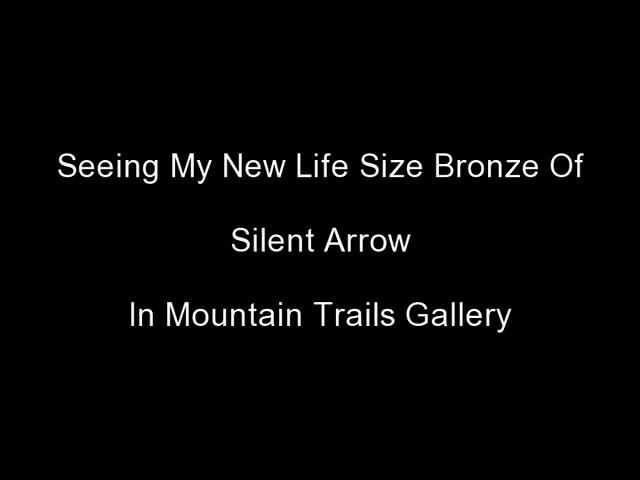 Seeing My New Life Size Bronze Of
Silent Arrow
In Mountain Trails Gallery